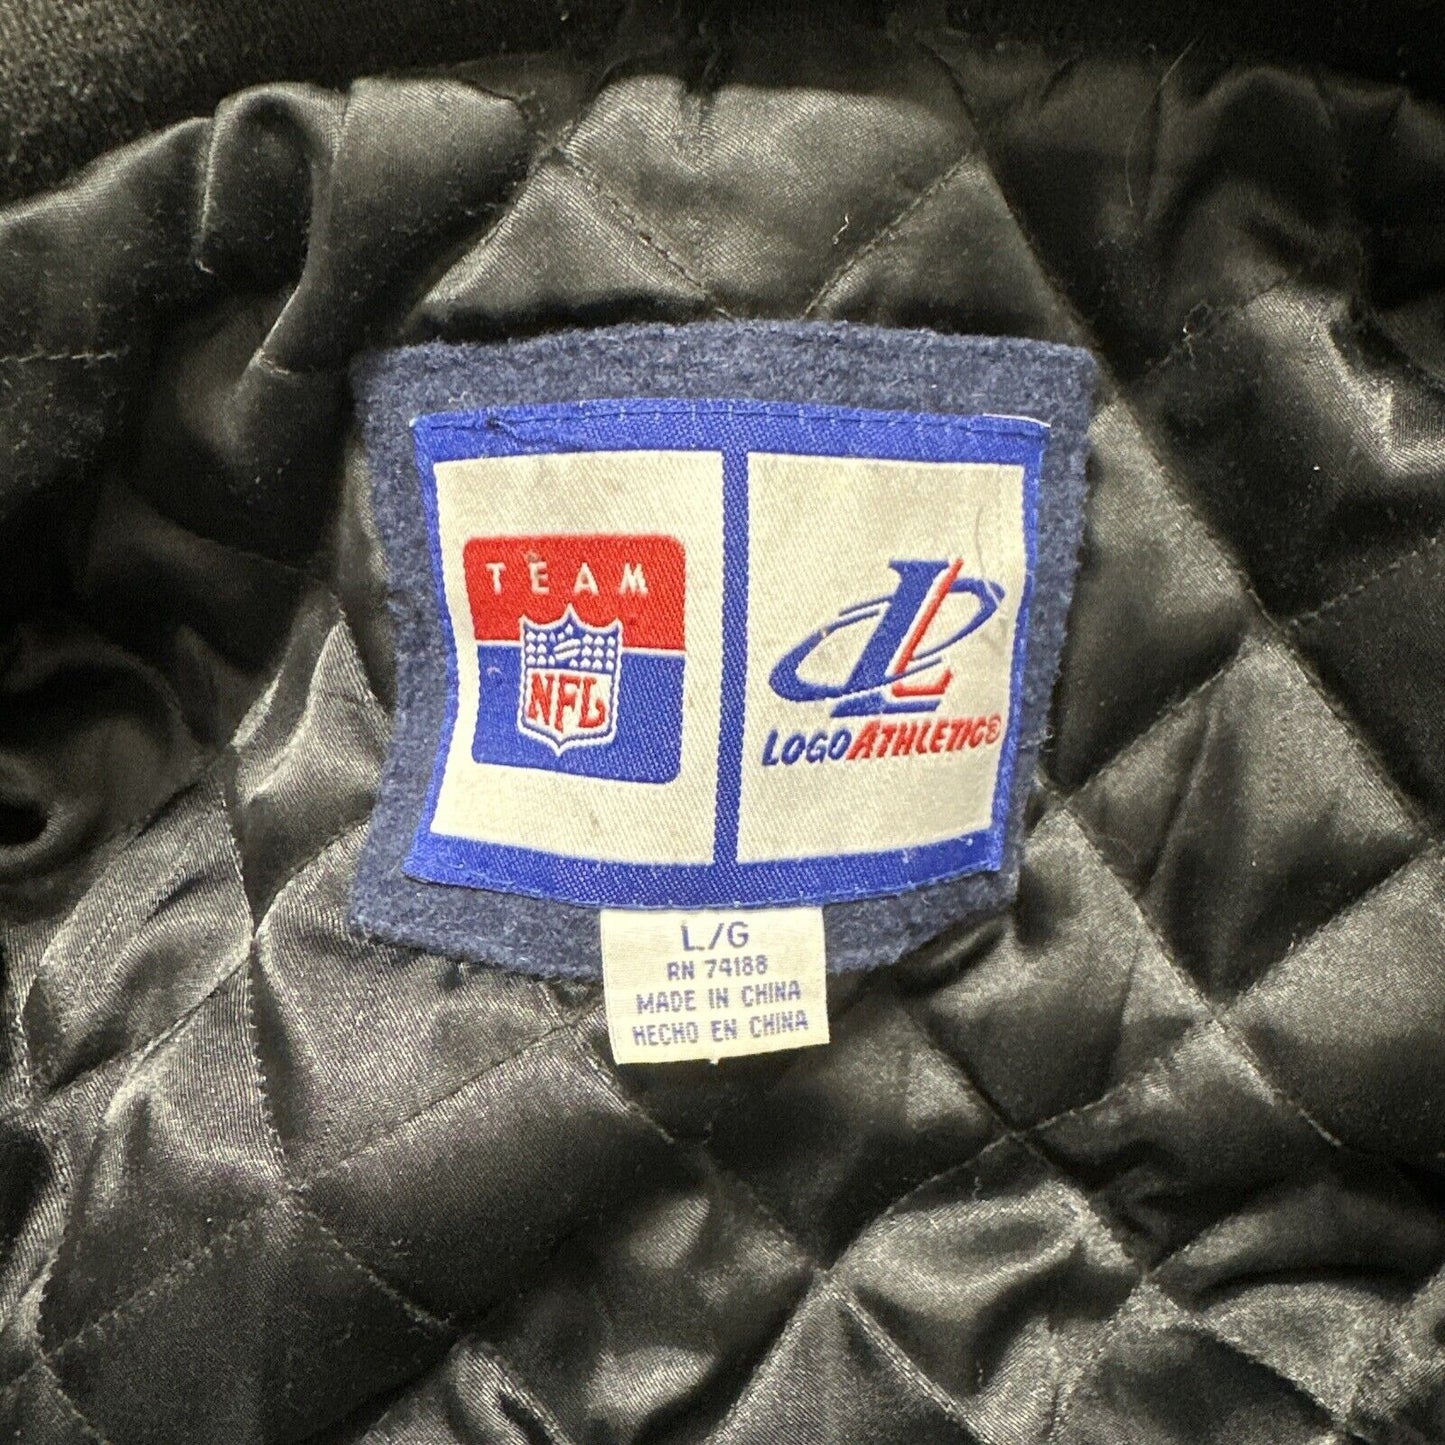 TEAM
NFL
LOGOATHLETIC®
L/G
RN 74188
MADE IN CHINA
HECHO EN CHINA